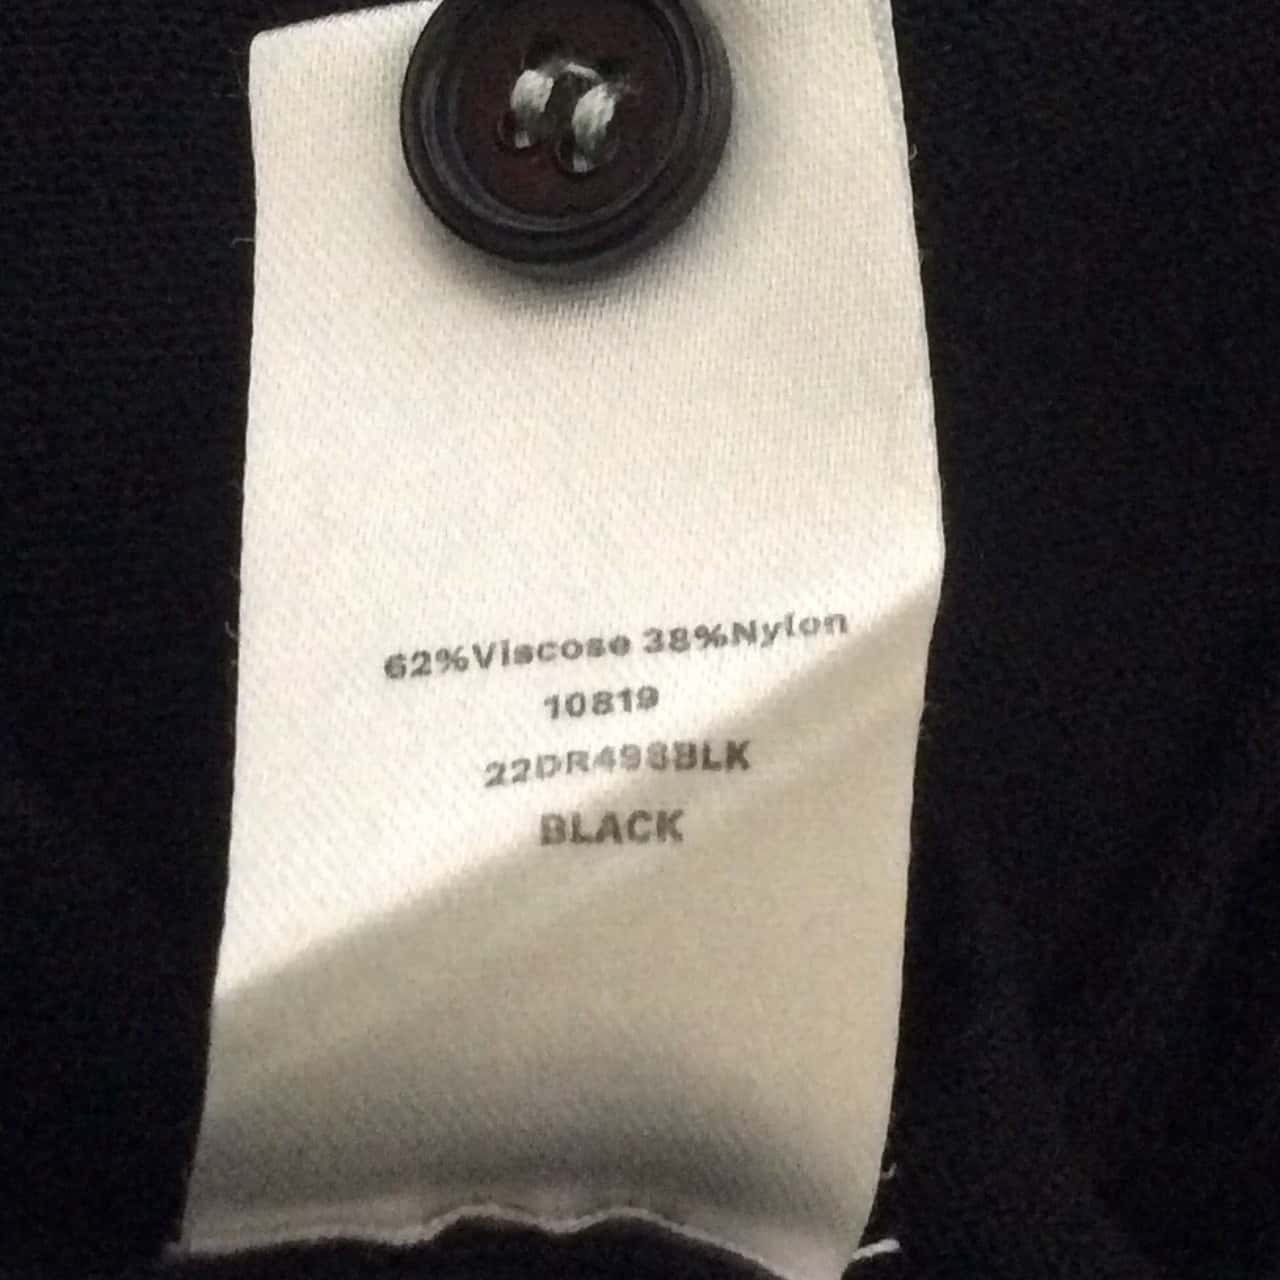 62%Viscose 38%Nylon
10819
22DR498BLK
BLACK